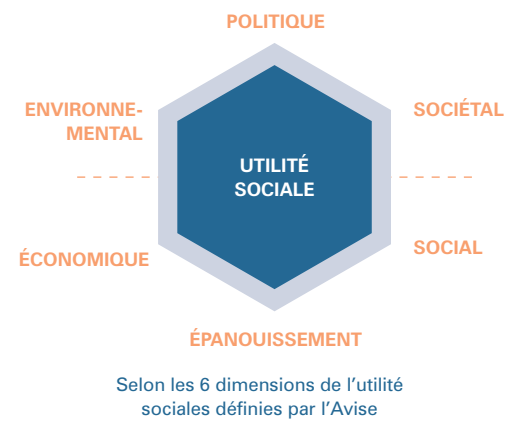 POLITIQUE
ENVIRONNE-
MENTAL
SOCIÉTAL
UTILITÉ
SOCIALE
ÉCONOMIQUE
SOCIAL
ÉPANOUISSEMENT
Selon les 6 dimensions de l’utilité
sociales définies par l’Avise